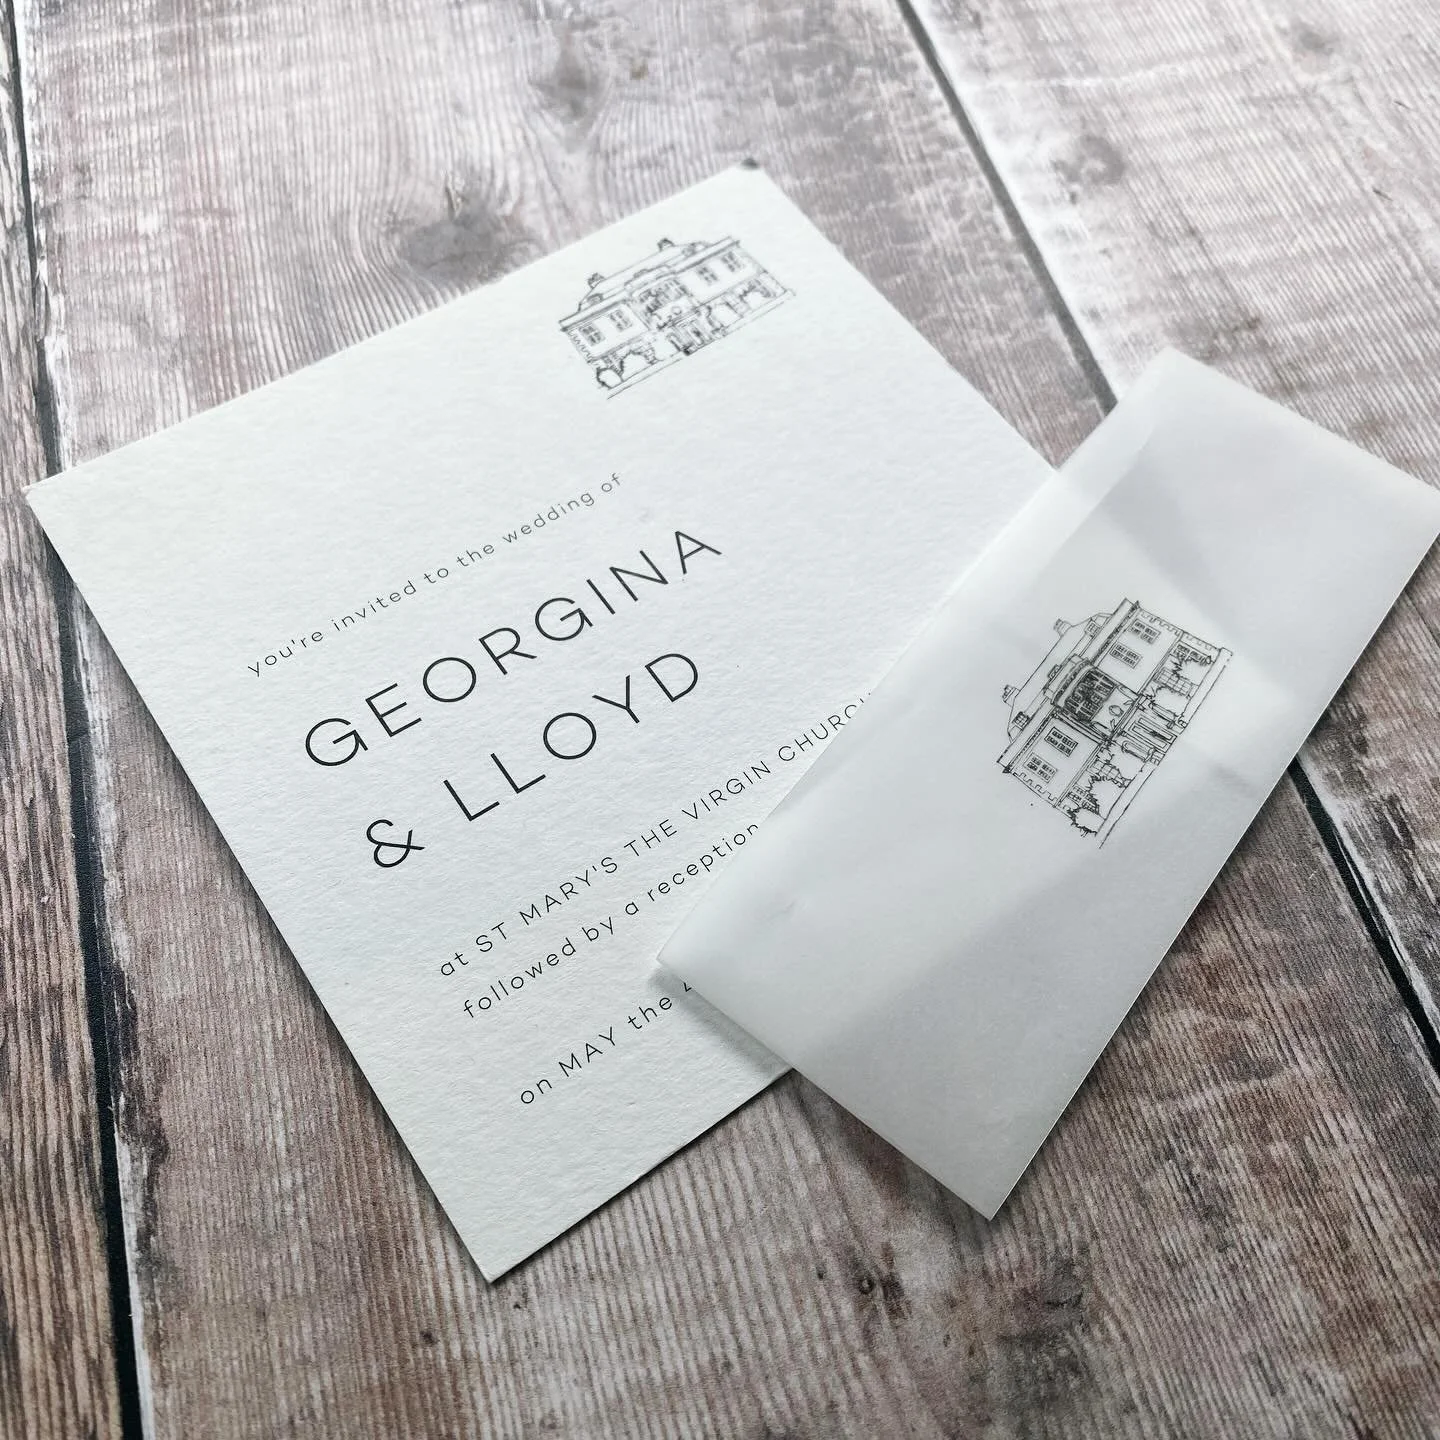 you're invited to the wedding of
GEORGINA
& LLOYD
at ST MARY'S THE VIRGIN CHURCH
followed by a reception
on MAY the